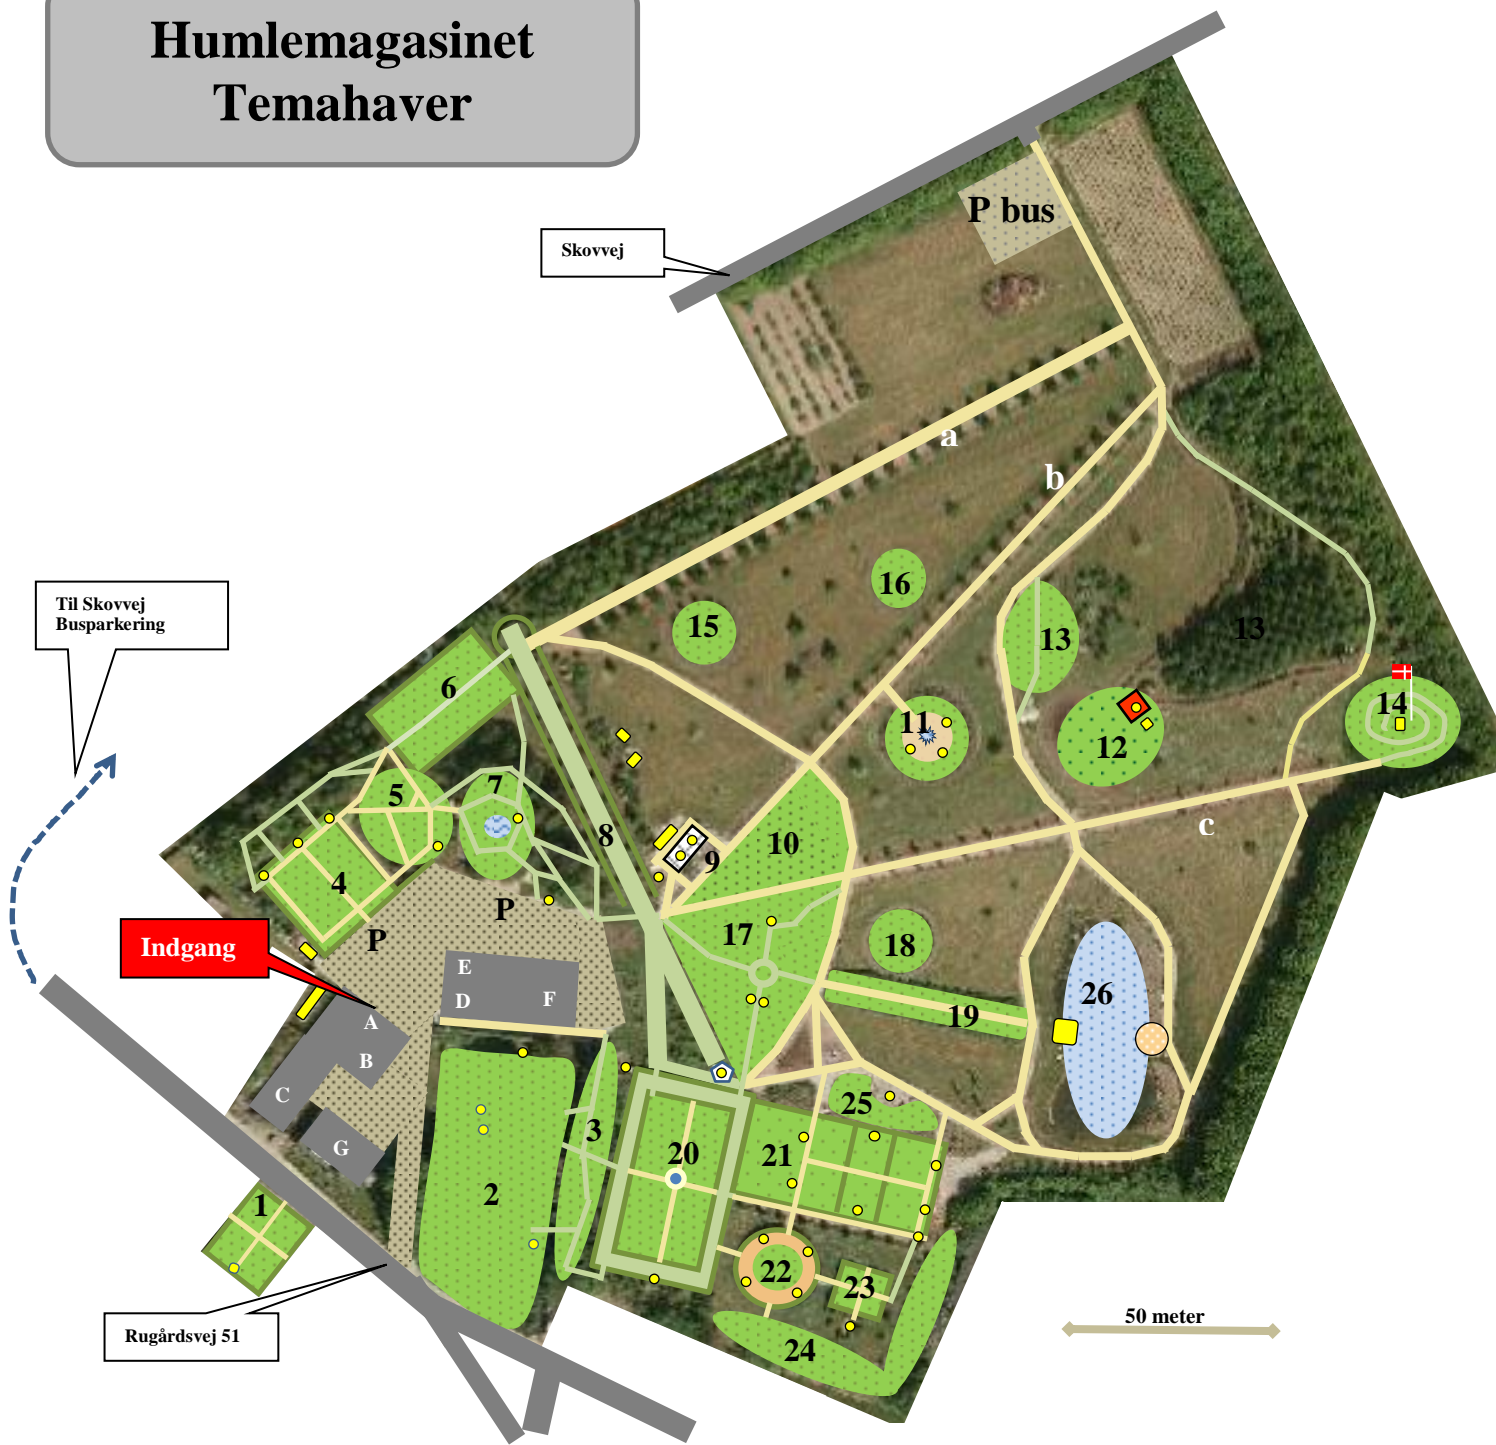 Humlemagasinet
Temahaver
P bus
Skovvej
a
b
16
Til Skovvej
Busparkering
15
13
13
6
14
11
12
5
7
8
10
c
9
4
P
17
P
18
Indgang
E
26
D
F
19
A
B
C
25
3
G
20
21
2
1
22
23
50 meter
Rugårdsvej 51
24